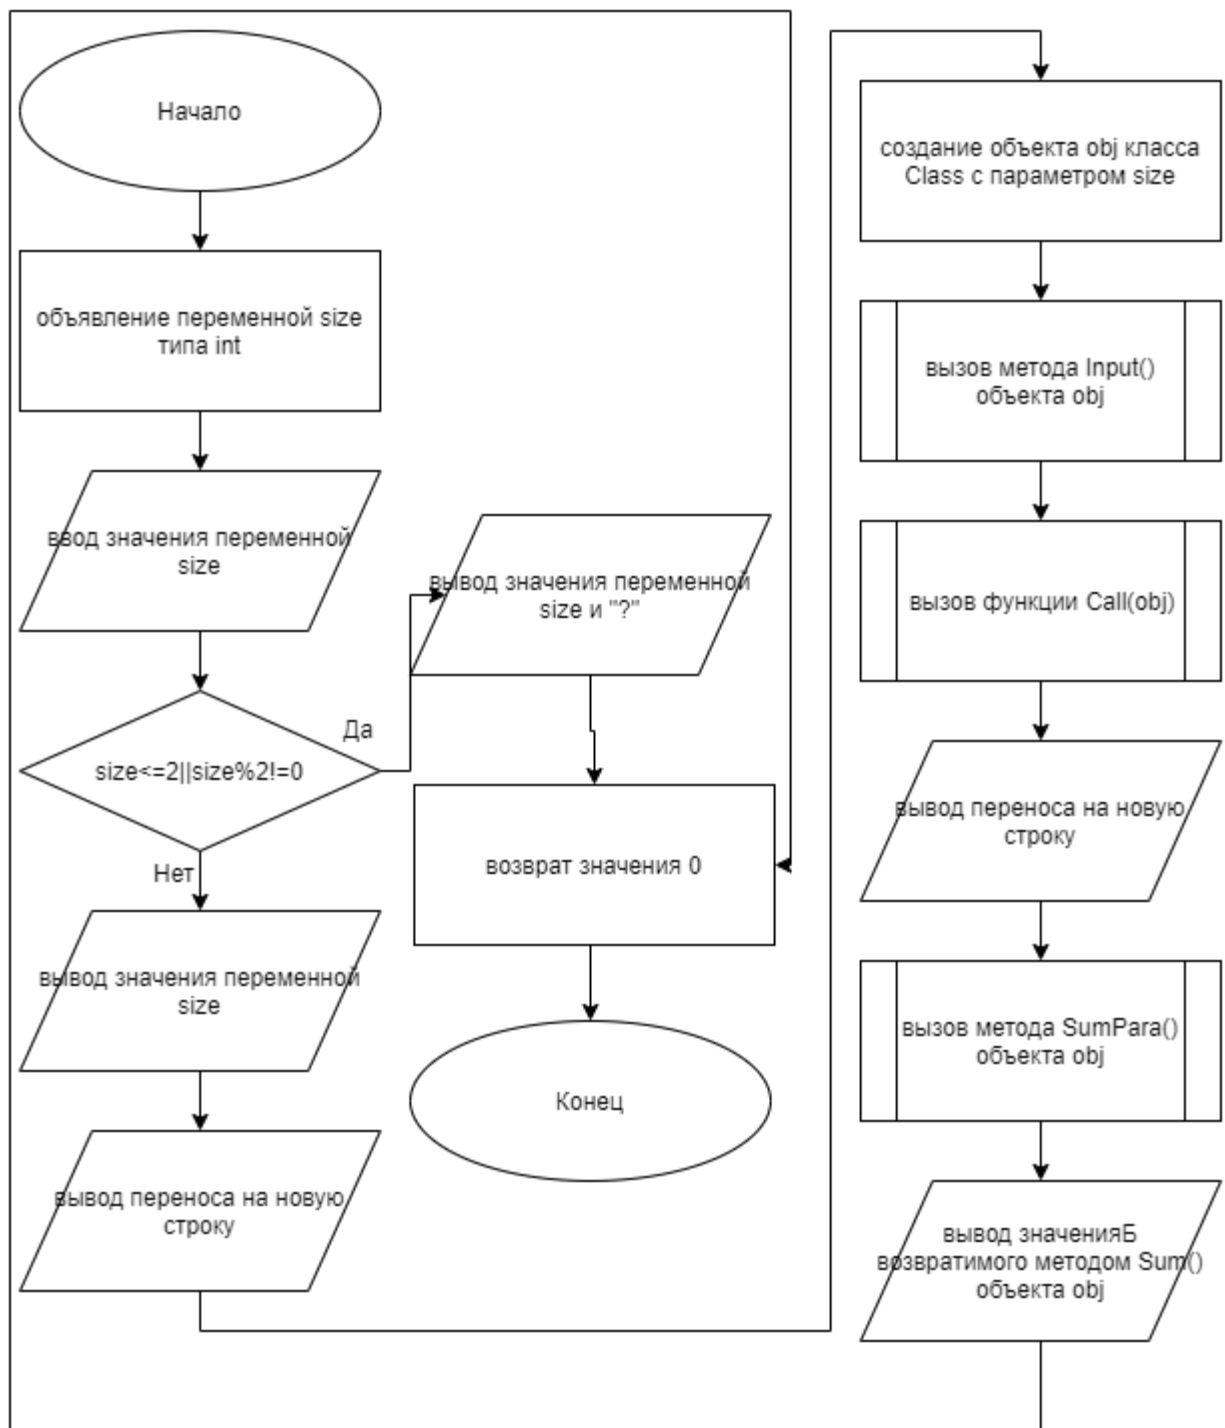 Начало
объявление переменной size
типа int
ввод значения переменной
size
size<=2||size%2!=0
Да
Нет
вывод значения переменной
size и "?"
возврат значения 0
Конец
вывод значения переменной
size
вывод переноса на новую
строку
создание объекта obj класса
Class с параметром size
вызов метода Input()
объекта obj
вызов функции Call(obj)
вывод переноса на новую
строку
вызов метода SumPara()
объекта obj
вывод значенияБ
возвратимого методом Sum()
объекта obj